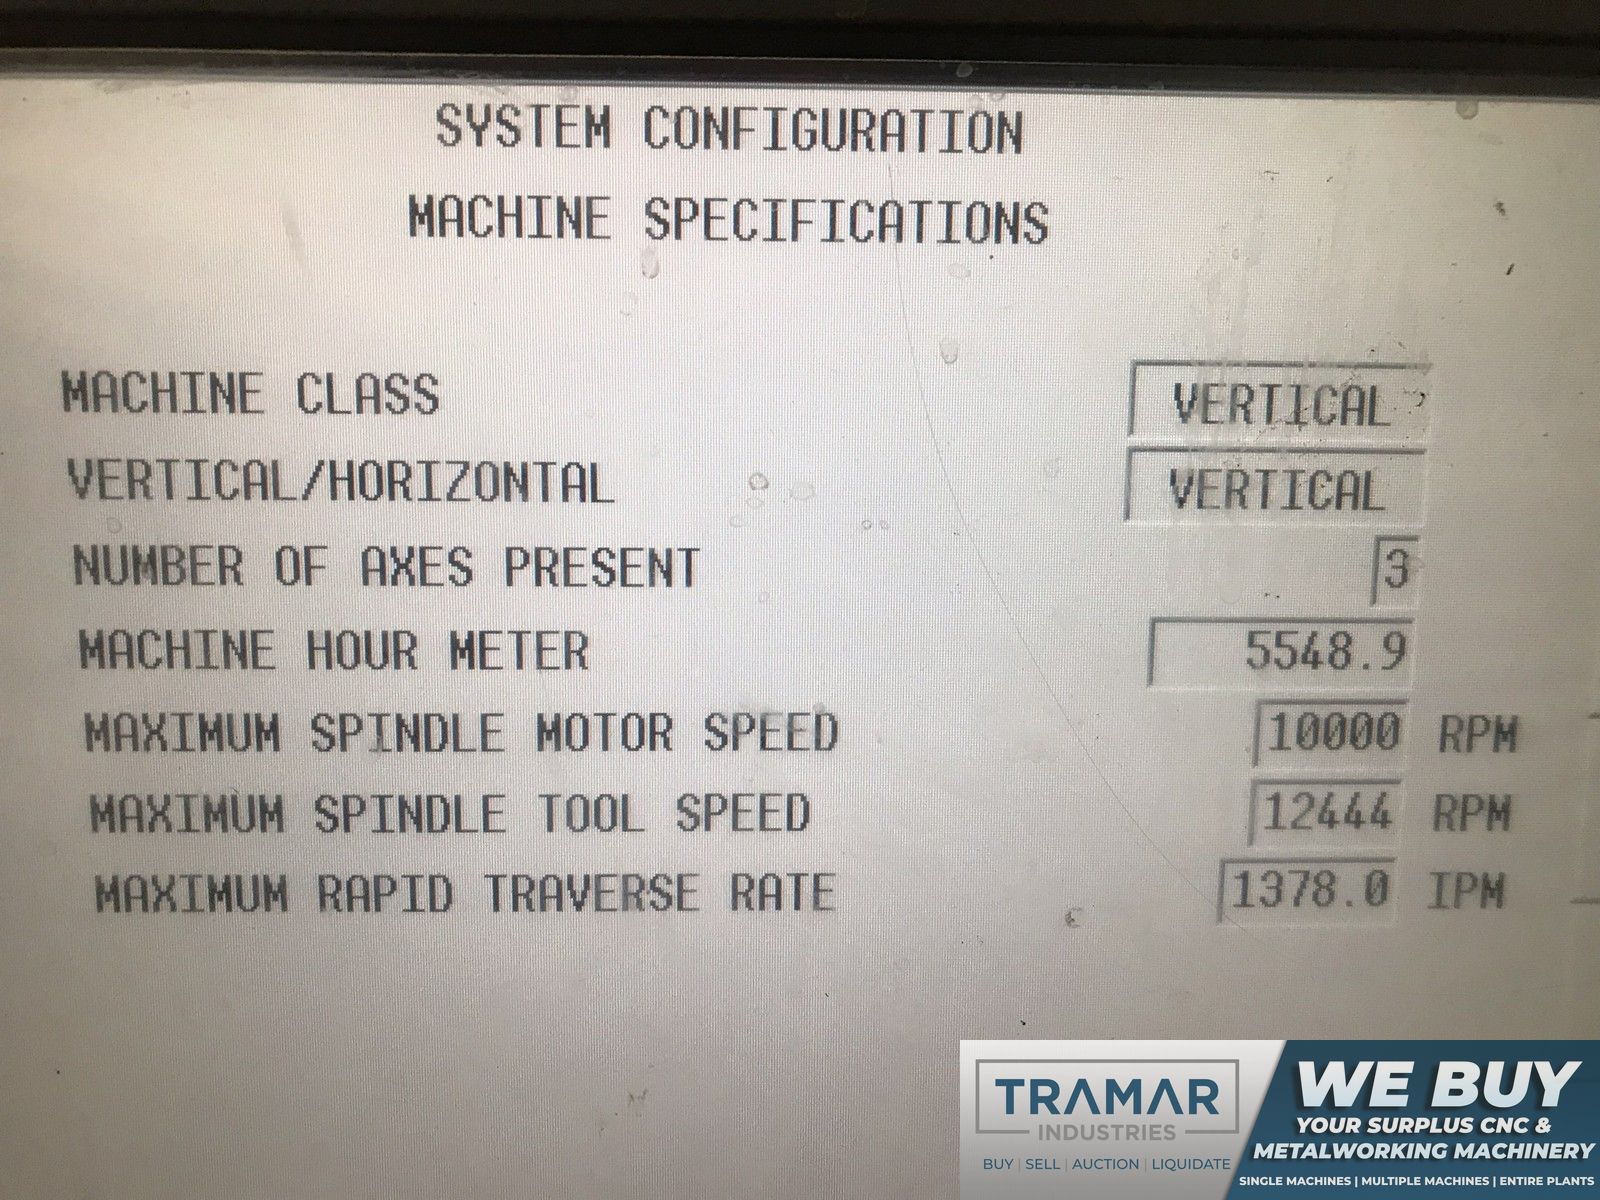 SYSTEM CONFIGURATION
MACHINE SPECIFICATIONS
MACHINE CLASS VERTICAL
VERTICAL/HORIZONTAL VERTICAL
NUMBER OF AXES PRESENT 3
MACHINE HOUR METER 5548.9
MAXIMUM SPINDLE MOTOR SPEED 10000 RPM
MAXIMUM SPINDLE TOOL SPEED 12444 RPM
MAXIMUM RAPID TRAVERSE RATE 1378.0 IPM
TRAMAR
INDUSTRIES
BUY | SELL | AUCTION | LIQUIDATE
WE BUY
YOUR SURPLUS CNC &
METALWORKING MACHINERY
SINGLE MACHINES | MULTIPLE MACHINES | ENTIRE PLANTS